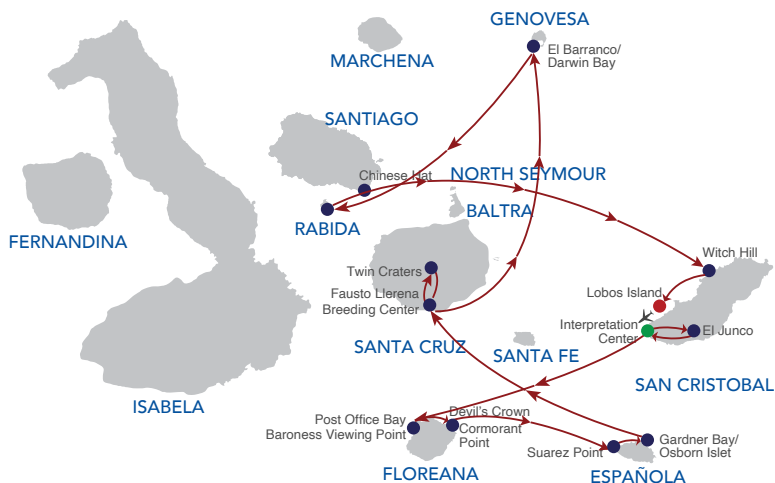 GENOVESA
El Barranco/
Darwin Bay
MARCHENA
SANTIAGO
Chinese Hat
NORTH SEYMOUR
BALTRA
RABIDA
FERNANDINA
Witch Hill
Twin Craters
Fausto Llerena
Breeding Center
Lobos Island
Interpretation
Center
El Junco
SANTA CRUZ
SANTA FE
SAN CRISTOBAL
ISABELA
Post Office Bay
Baroness Viewing Point
Devil's Crown
Cormorant
Point
Suarez Point
Gardner Bay/
Osborn Islet
FLOREANA
ESPAÑOLA